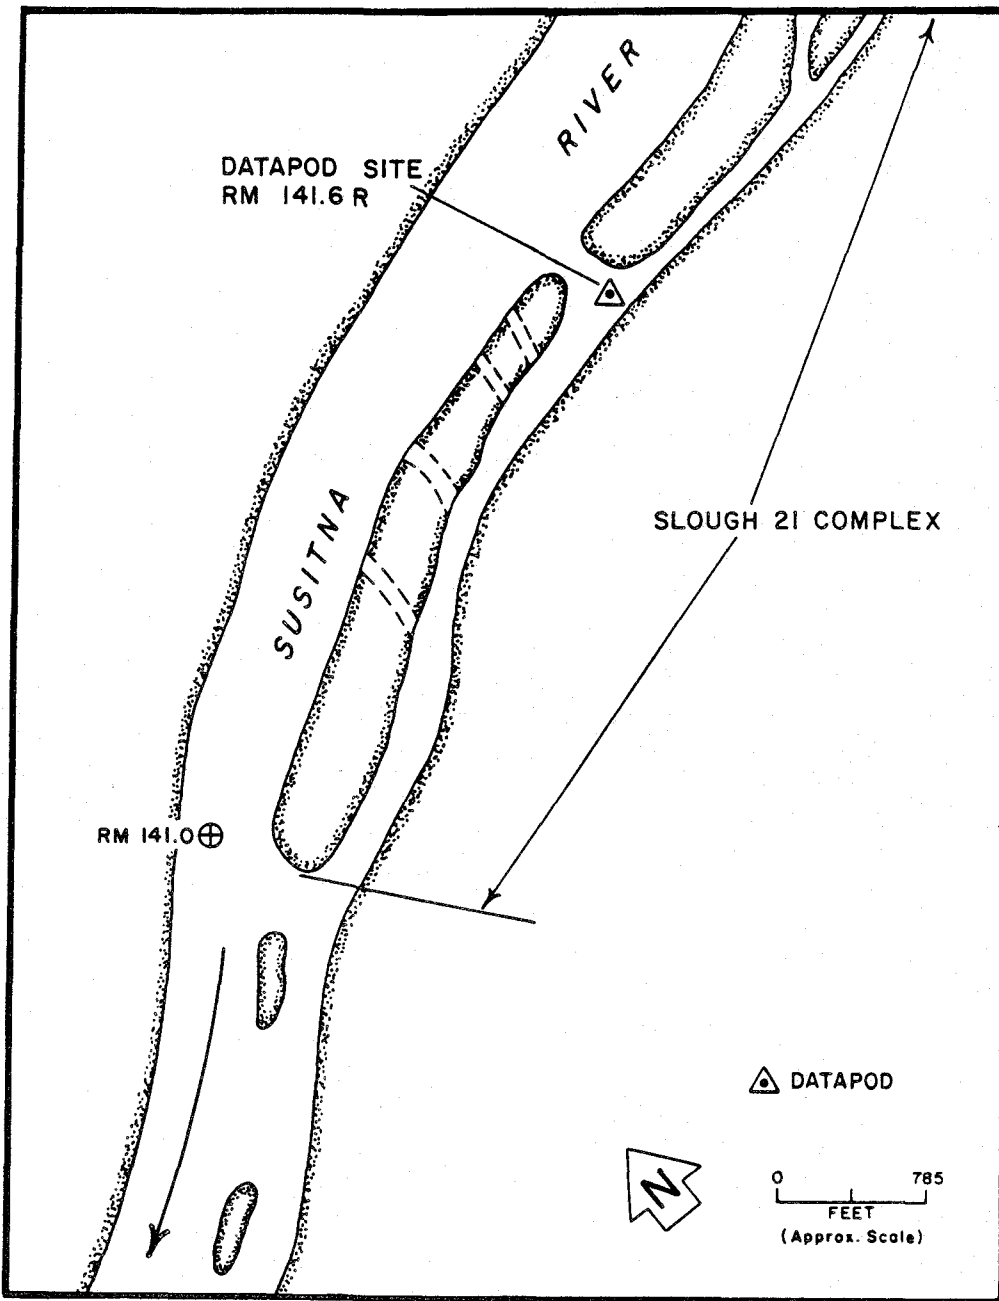 RIVER
DATAPOD SITE
RM 141.6 R
SLOUGH 21 COMPLEX
SUSITNA
RM 141.0
DATAPOD
N
0 785
FEET
(Approx. Scale)